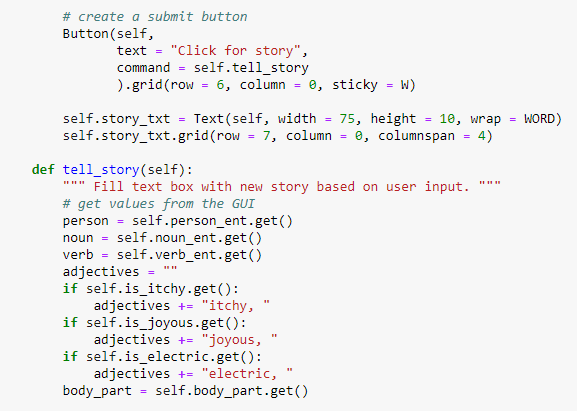 # create a submit button
Button(self,
text = "Click for story",
command = self.tell_story
).grid(row = 6, column = 0, sticky = W)
self.story_txt = Text(self, width = 75, height = 10, wrap = WORD)
self.story_txt.grid(row = 7, column = 0, columnspan = 4)
def tell_story(self):
""" Fill text box with new story based on user input. """
# get values from the GUI
person = self.person_ent.get()
noun = self.noun_ent.get()
verb = self.verb_ent.get()
adjectives = ""
if self.is_itchy.get():
adjectives += "itchy, "
if self.is_joyous.get():
adjectives += "joyous, "
if self.is_electric.get():
adjectives += "electric, "
body_part = self.body_part.get()